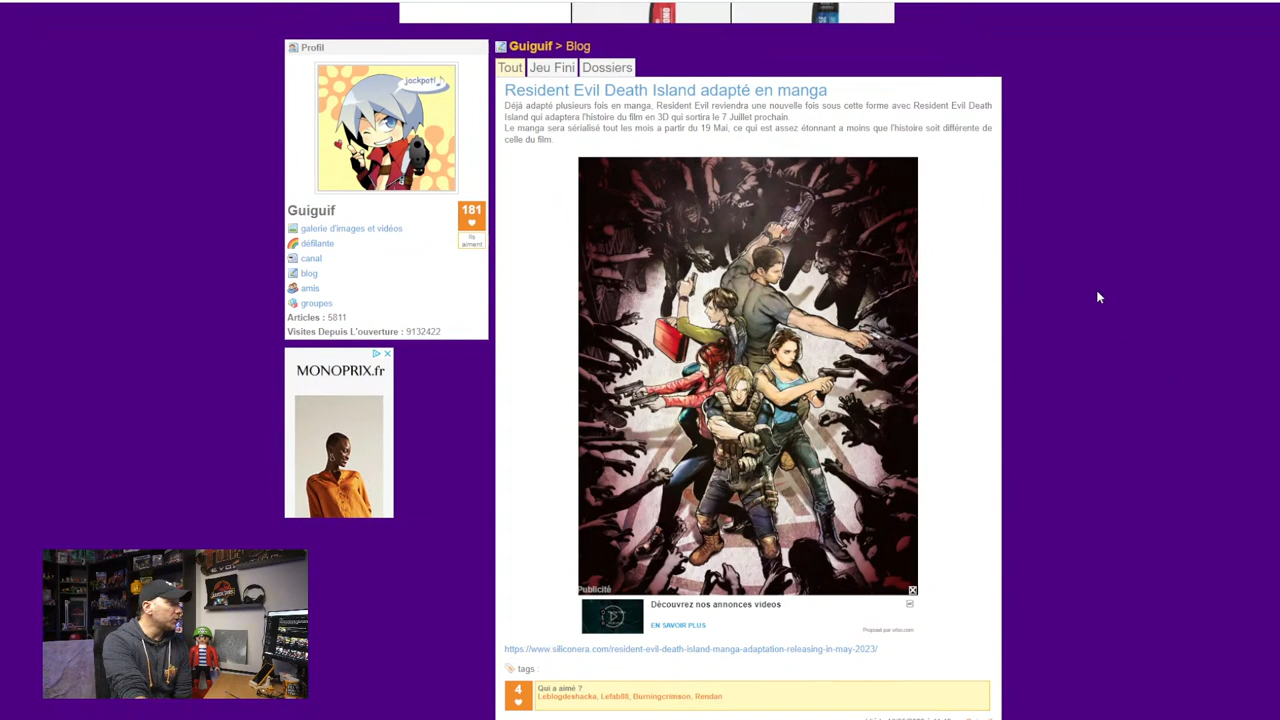 Profil
jackpot!
Guiguif
181
ils
aiment
galerie d'images et vidéos
défilante
canal
blog
amis
groupes
Articles : 5811
Visites Depuis L'ouverture : 9132422
MONOPRIX.fr
Guiguif > Blog
Tout Jeu Fini Dossiers
Resident Evil Death Island adapté en manga
Déjà adapté plusieurs fois en manga, Resident Evil reviendra une nouvelle fois sous cette forme avec Resident Evil Death
Island qui adaptera l'histoire du film en 3D qui sortira le 7 Juillet prochain.
Le manga sera sérialisé tout les mois a partir du 19 Mai, ce qui est assez étonnant a moins que l'histoire soit différente de
celle du film.
Publicité
Découvrez nos annonces videos
EN SAVOIR PLUS
https://www.siliconera.com/resident-evil-death-island-manga-adaptation-releasing-in-may-2023/
tags :
4
Qui a aimé ?
Leblogdeshacka, Lefab88, Burningcrimson, Rendan